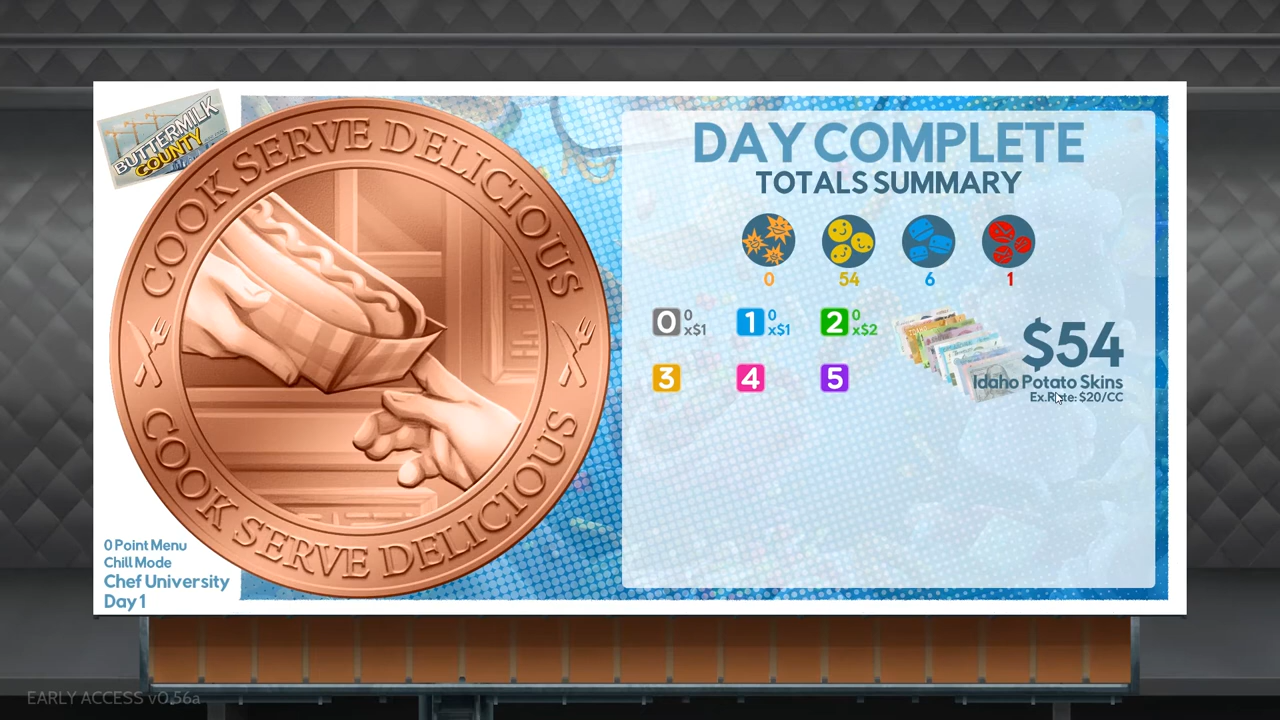 BUTTERMILK
COUNTY
COOK SERVE DELICIOUS
COOK SERVE DELICIOUS
0 Point Menu
Chill Mode
Chef University
Day 1
DAY COMPLETE
TOTALS SUMMARY
0 54 6 1
0 0 x$1 1 0 x$1 2 0 x$2
3 4 5
$54
Idaho Potato Skins
Ex.Rate: $20/CC
EARLY ACCESS v0.56a